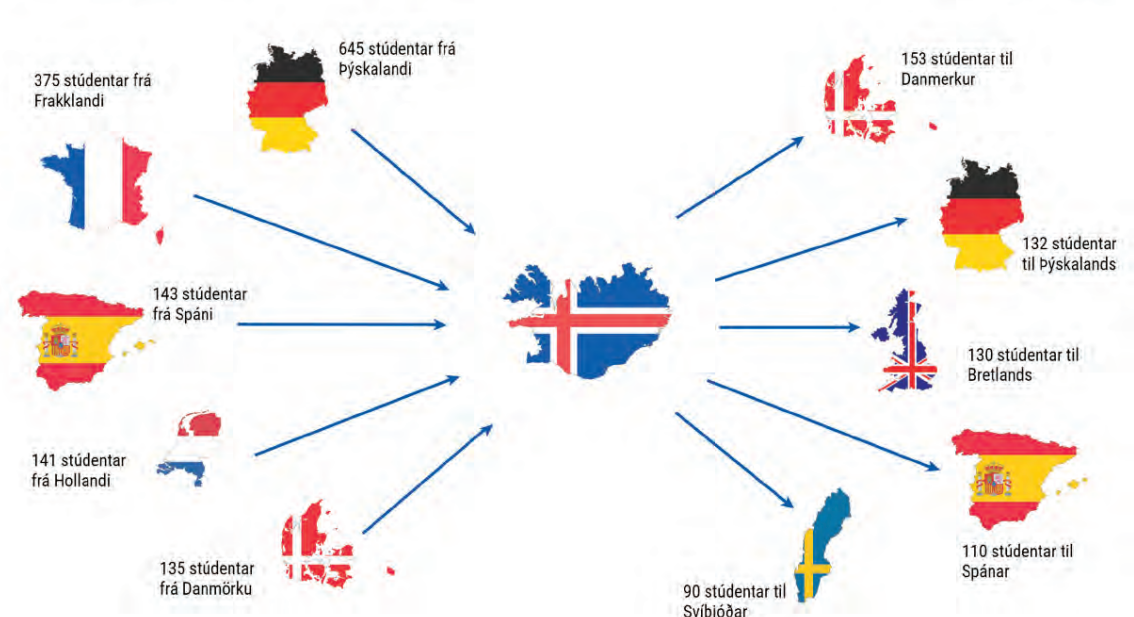 375 stúdentar frá
Frakklandi
645 stúdentar frá
Þýskalandi
143 stúdentar
frá Spáni
141 stúdentar
frá Hollandi
135 stúdentar
frá Danmörku
153 stúdentar til
Danmerkur
132 stúdentar
til Þýskalands
130 stúdentar til
Bretlands
110 stúdentar til
Spánar
90 stúdentar til
Svíþjóðar